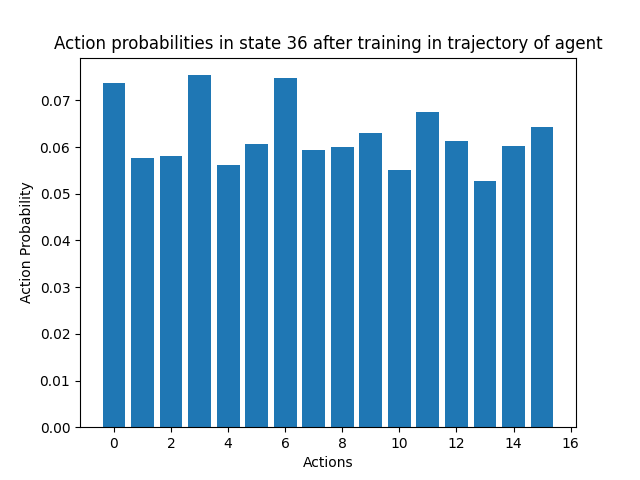 Action probabilities in state 36 after training in trajectory of agent
0.07
0.06
0.05
0.04
0.03
0.02
0.01
0.00
Action Probability
0 2 4 6 8 10 12 14 16
Actions